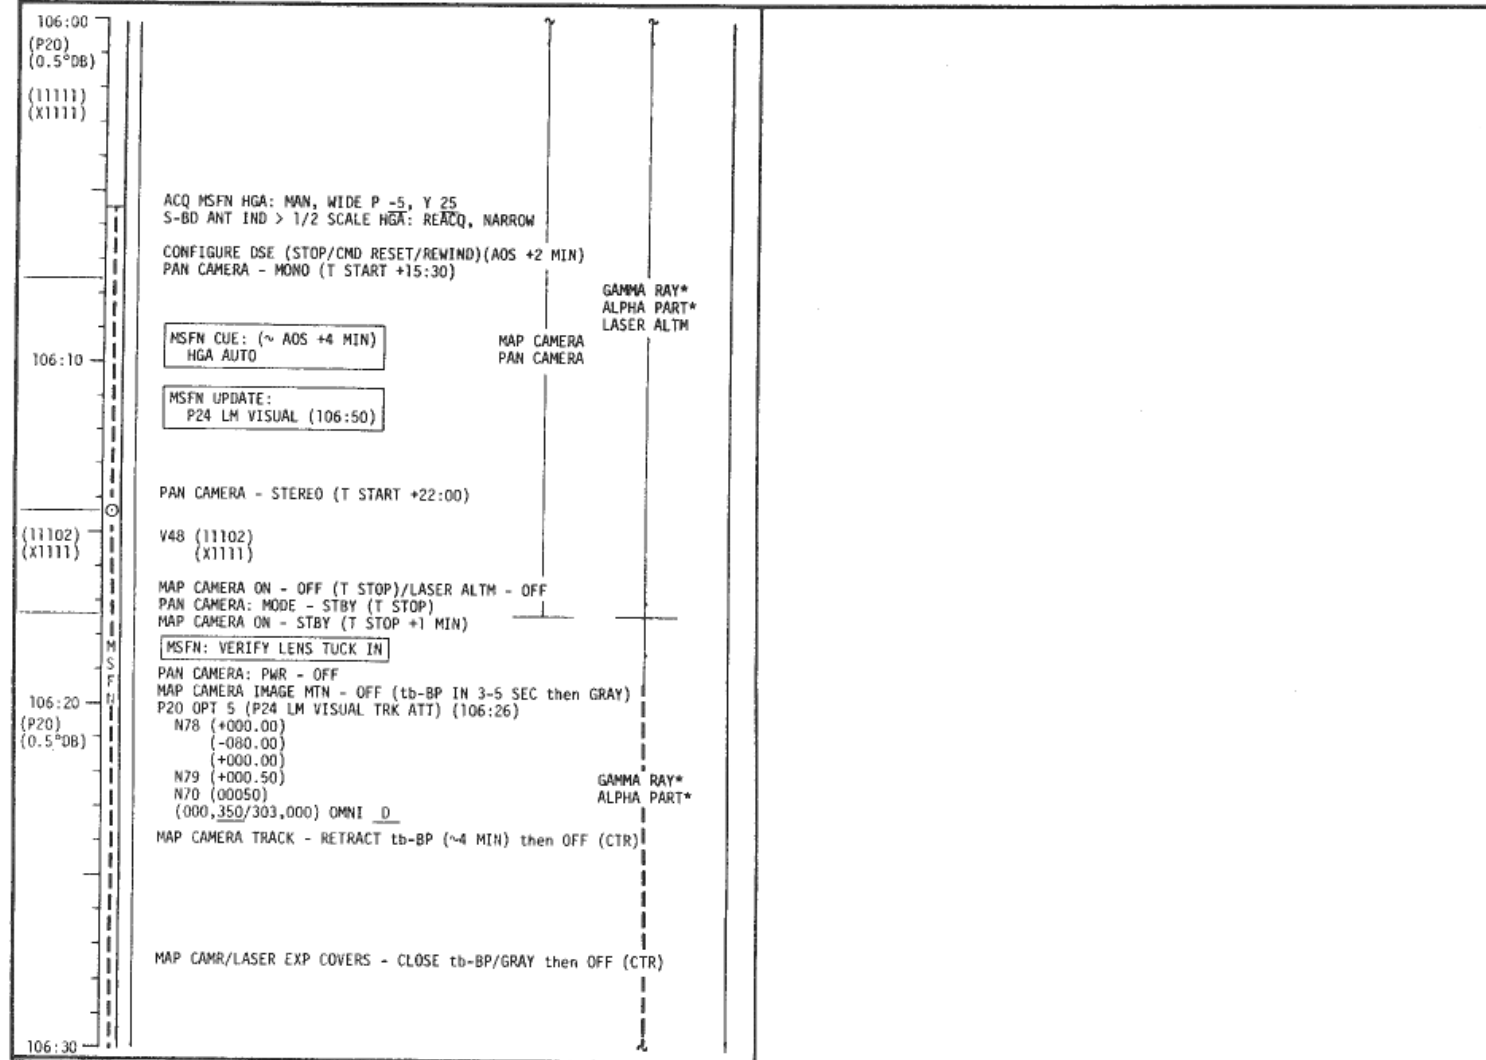 106:00
(P20)
(0.5°DB)
(11111)
(X1111)
ACQ MSFN HGA: MAN, WIDE P -5, Y 25
S-BD ANT IND > 1/2 SCALE HGA: REACQ, NARROW
CONFIGURE DSE (STOP/CMD RESET/REWIND)(AOS +2 MIN)
PAN CAMERA - MONO (T START +15:30)
GAMMA RAY*
ALPHA PART*
LASER ALTM
MSFN CUE: (~ AOS +4 MIN)
HGA AUTO
MAP CAMERA
PAN CAMERA
106:10
MSFN UPDATE:
P24 LM VISUAL (106:50)
PAN CAMERA - STEREO (T START +22:00)
(11102)
(X1111)
V48 (11102)
(X1111)
MAP CAMERA ON - OFF (T STOP)/LASER ALTM - OFF
PAN CAMERA: MODE - STBY (T STOP)
MAP CAMERA ON - STBY (T STOP +1 MIN)
MSFN: VERIFY LENS TUCK IN
MSFN
PAN CAMERA: PWR - OFF
MAP CAMERA IMAGE MTN - OFF (tb-BP IN 3-5 SEC then GRAY)
106:20
(P20)
(0.5°DB)
P20 OPT 5 (P24 LM VISUAL TRK ATT) (106:26)
N78 (+000.00)
(-080.00)
(+000.00)
N79 (+000.50)
N70 (00050)
(000,350/303,000) OMNI D
GAMMA RAY*
ALPHA PART*
MAP CAMERA TRACK - RETRACT tb-BP (~4 MIN) then OFF (CTR)
MAP CAMR/LASER EXP COVERS - CLOSE tb-BP/GRAY then OFF (CTR)
106:30